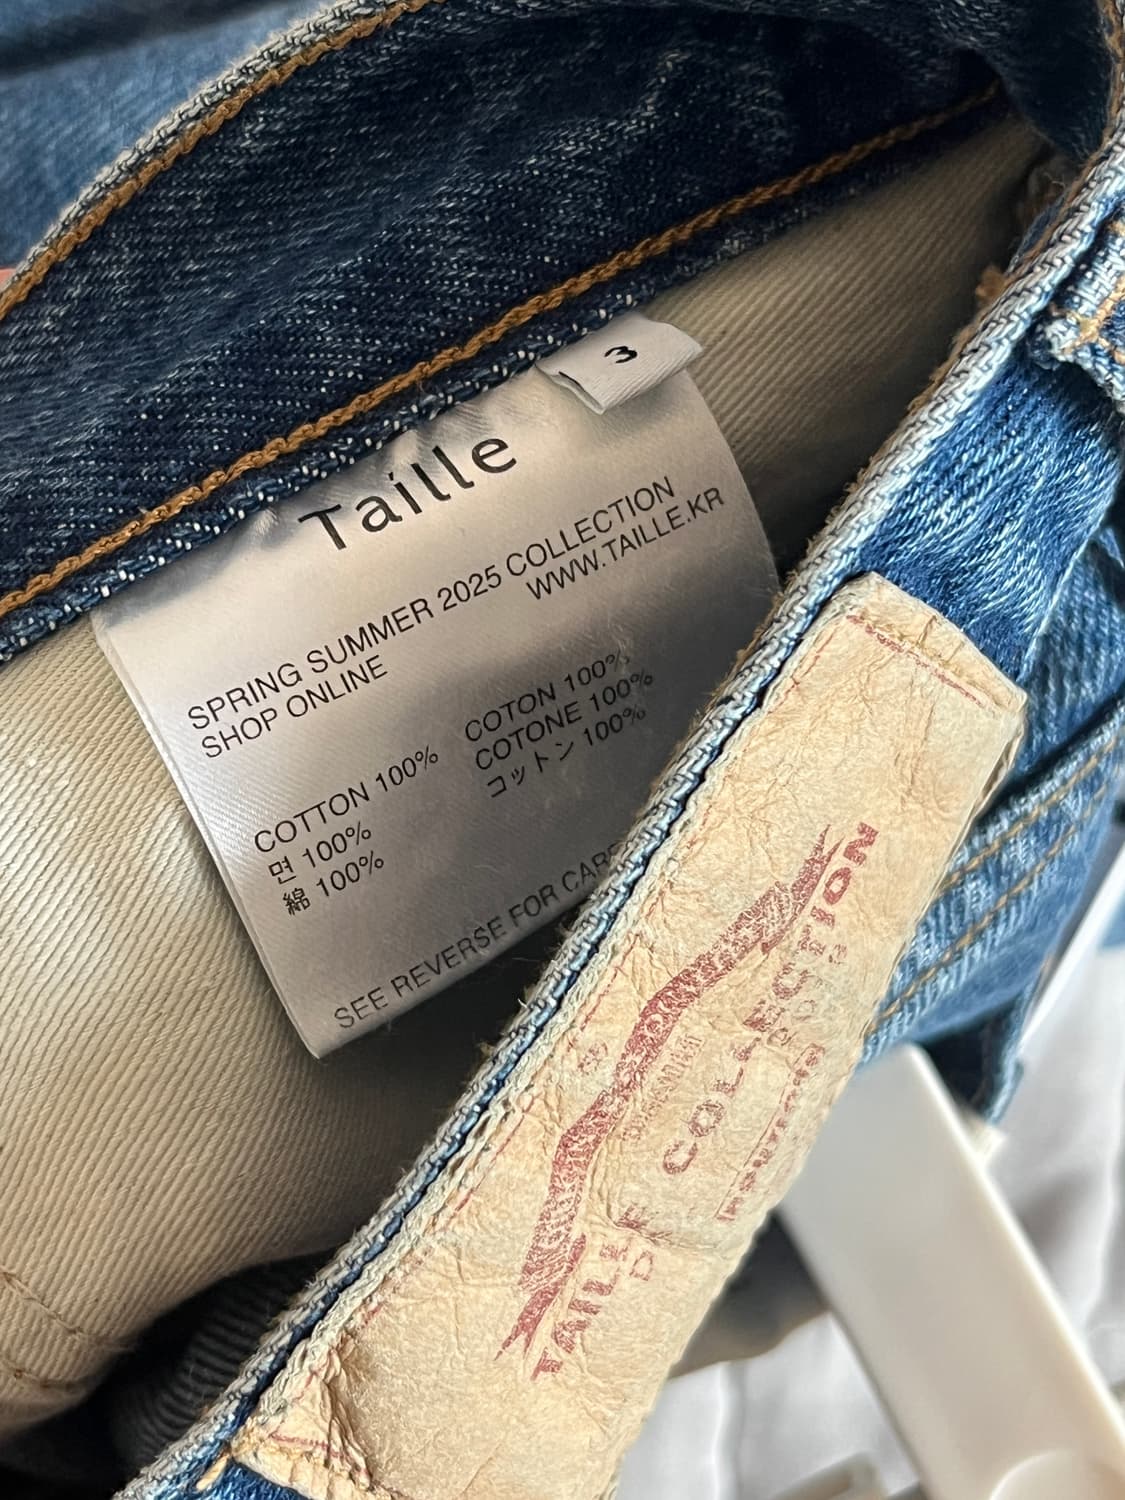 3
Taille
SPRING SUMMER 2025 COLLECTION
SHOP ONLINE WWW.TAILLE.KR
COTTON 100% COTON 100%
면 100% COTONE 100%
綿 100% コットン 100%
SEE REVERSE FOR CARE
TAILLE COLLECTION